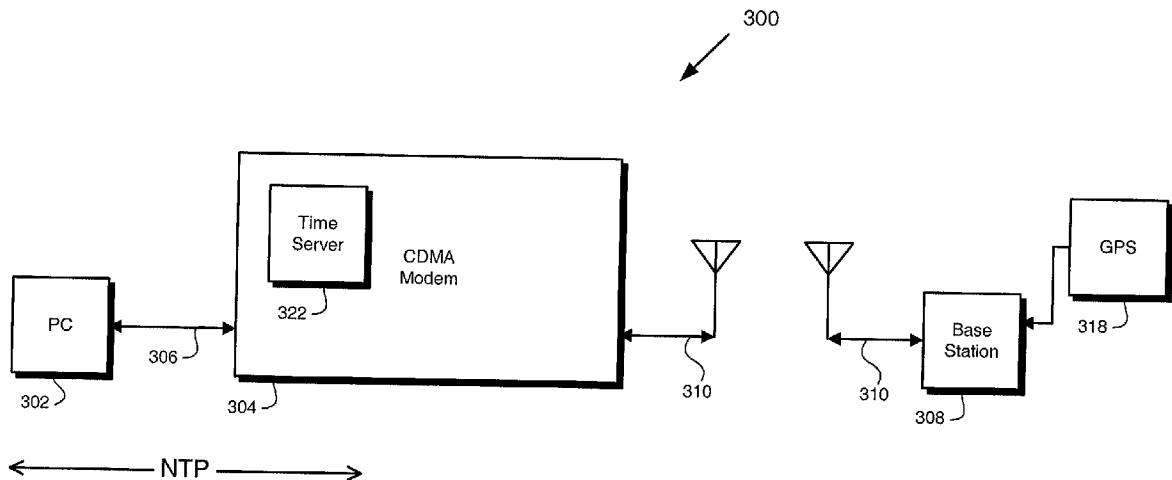 300
Time
Server
322
CDMA
Modem
PC
302
306
304
310
310
Base
Station
308
GPS
318
NTP